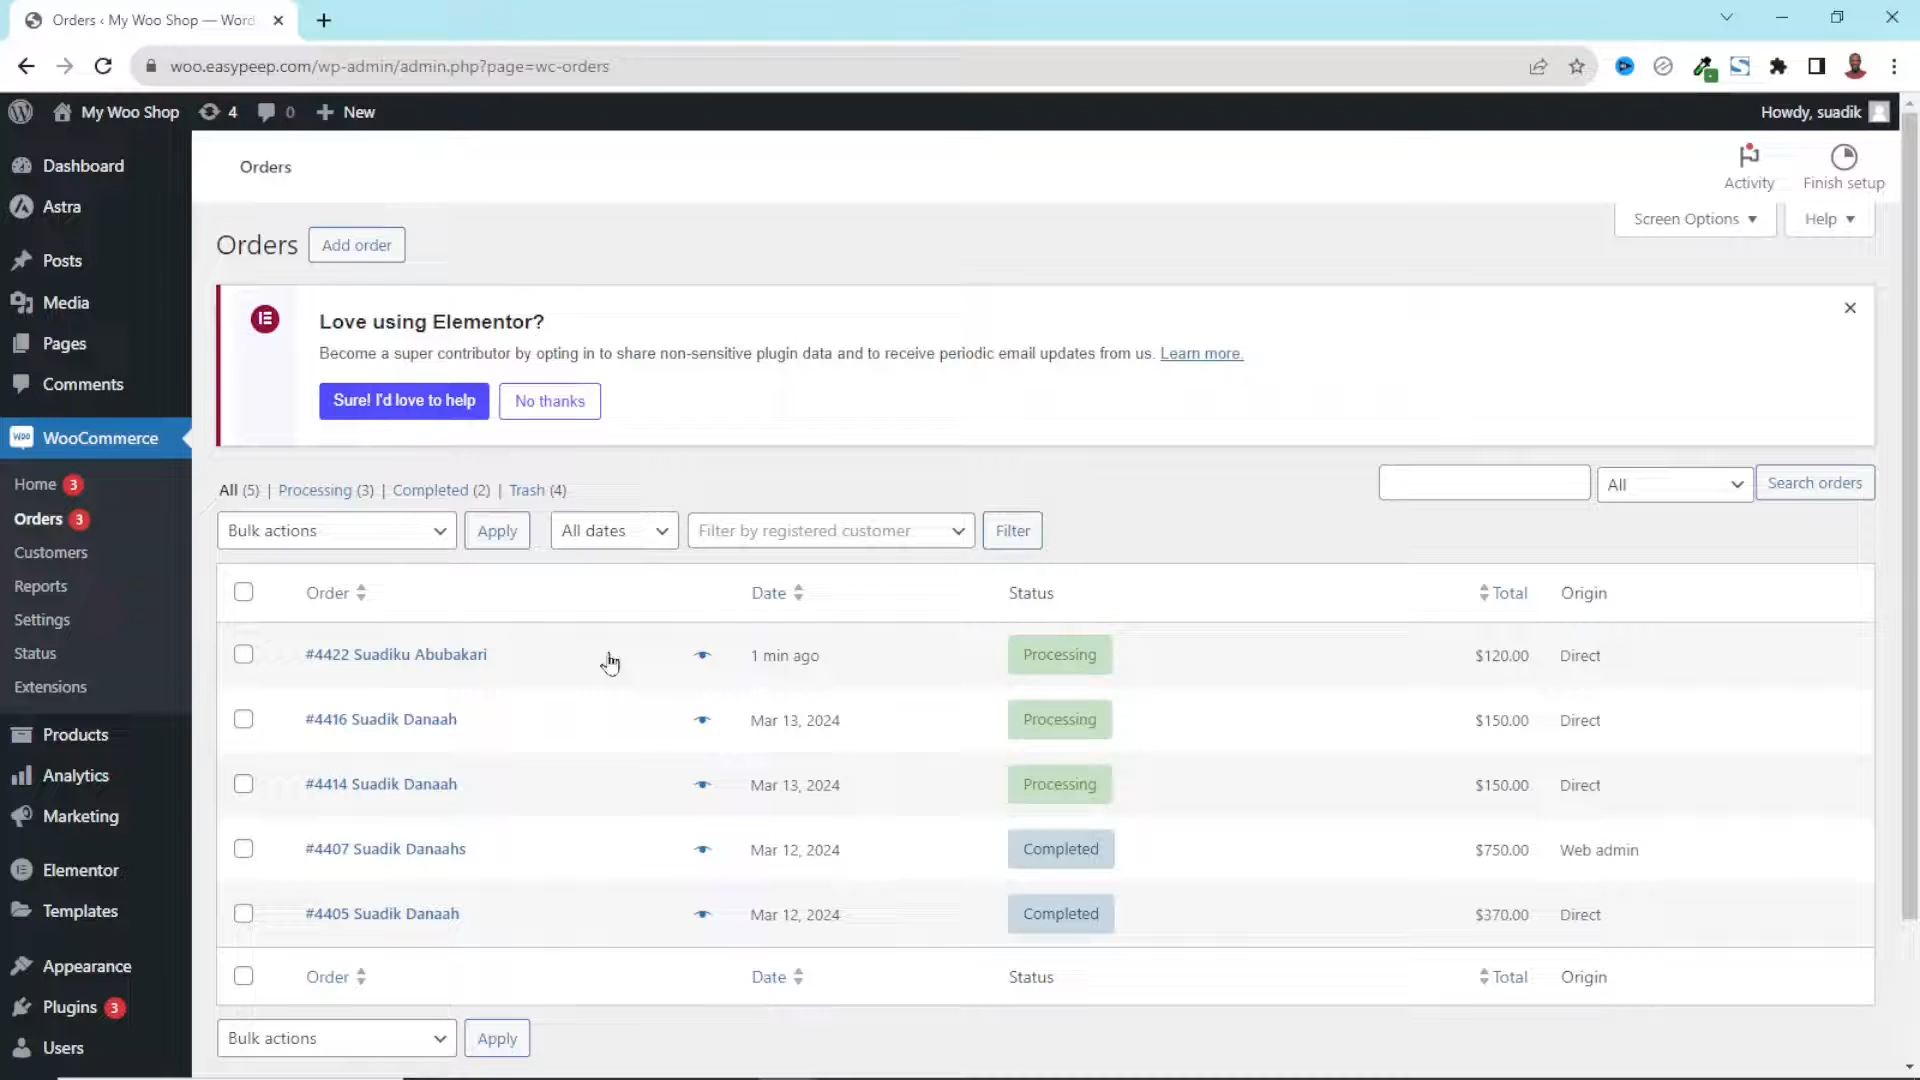 Orders ‹ My Woo Shop — Word
woo.easypeep.com/wp-admin/admin.php?page=wc-orders
My Woo Shop 4 0 New Howdy, suadik
Dashboard
Astra
Posts
Media
Pages
Comments
WooCommerce
Home 3
Orders 3
Customers
Reports
Settings
Status
Extensions
Products
Analytics
Marketing
Elementor
Templates
Appearance
Plugins 3
Users
Orders
Activity
Finish setup
Screen Options
Help
Orders Add order
Love using Elementor?
Become a super contributor by opting in to share non-sensitive plugin data and to receive periodic email updates from us. Learn more.
Sure! I'd love to help No thanks
All (5) | Processing (3) | Completed (2) | Trash (4)
All Search orders
Bulk actions Apply All dates Filter by registered customer Filter
Order Date Status Total Origin
#4422 Suadiku Abubakari 1 min ago Processing $120.00 Direct
#4416 Suadik Danaah Mar 13, 2024 Processing $150.00 Direct
#4414 Suadik Danaah Mar 13, 2024 Processing $150.00 Direct
#4407 Suadik Danaahs Mar 12, 2024 Completed $750.00 Web admin
#4405 Suadik Danaah Mar 12, 2024 Completed $370.00 Direct
Order Date Status Total Origin
Bulk actions Apply